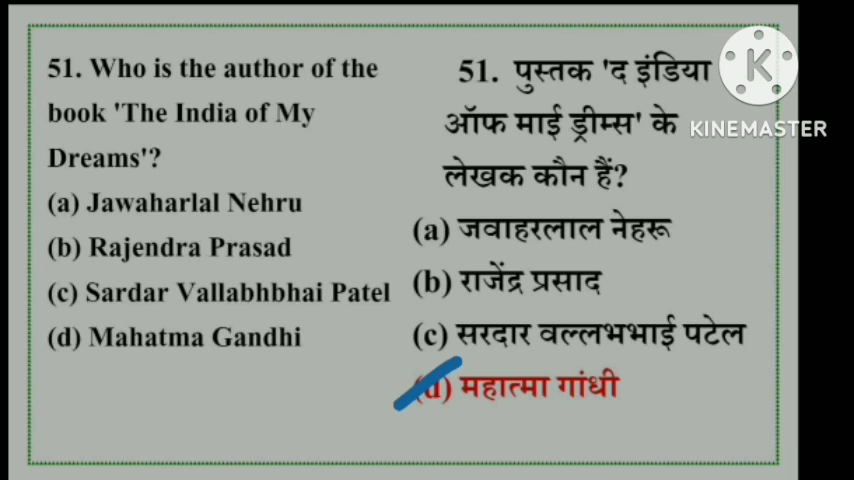 51. Who is the author of the
book 'The India of My
Dreams'?
(a) Jawaharlal Nehru
(b) Rajendra Prasad
(c) Sardar Vallabhbhai Patel
(d) Mahatma Gandhi
51. पुस्तक 'द इंडिया
ऑफ माई ड्रीम्स' के
लेखक कौन हैं?
(a) जवाहरलाल नेहरू
(b) राजेंद्र प्रसाद
(c) सरदार वल्लभभाई पटेल
(d) महात्मा गांधी
K
KINEMASTER